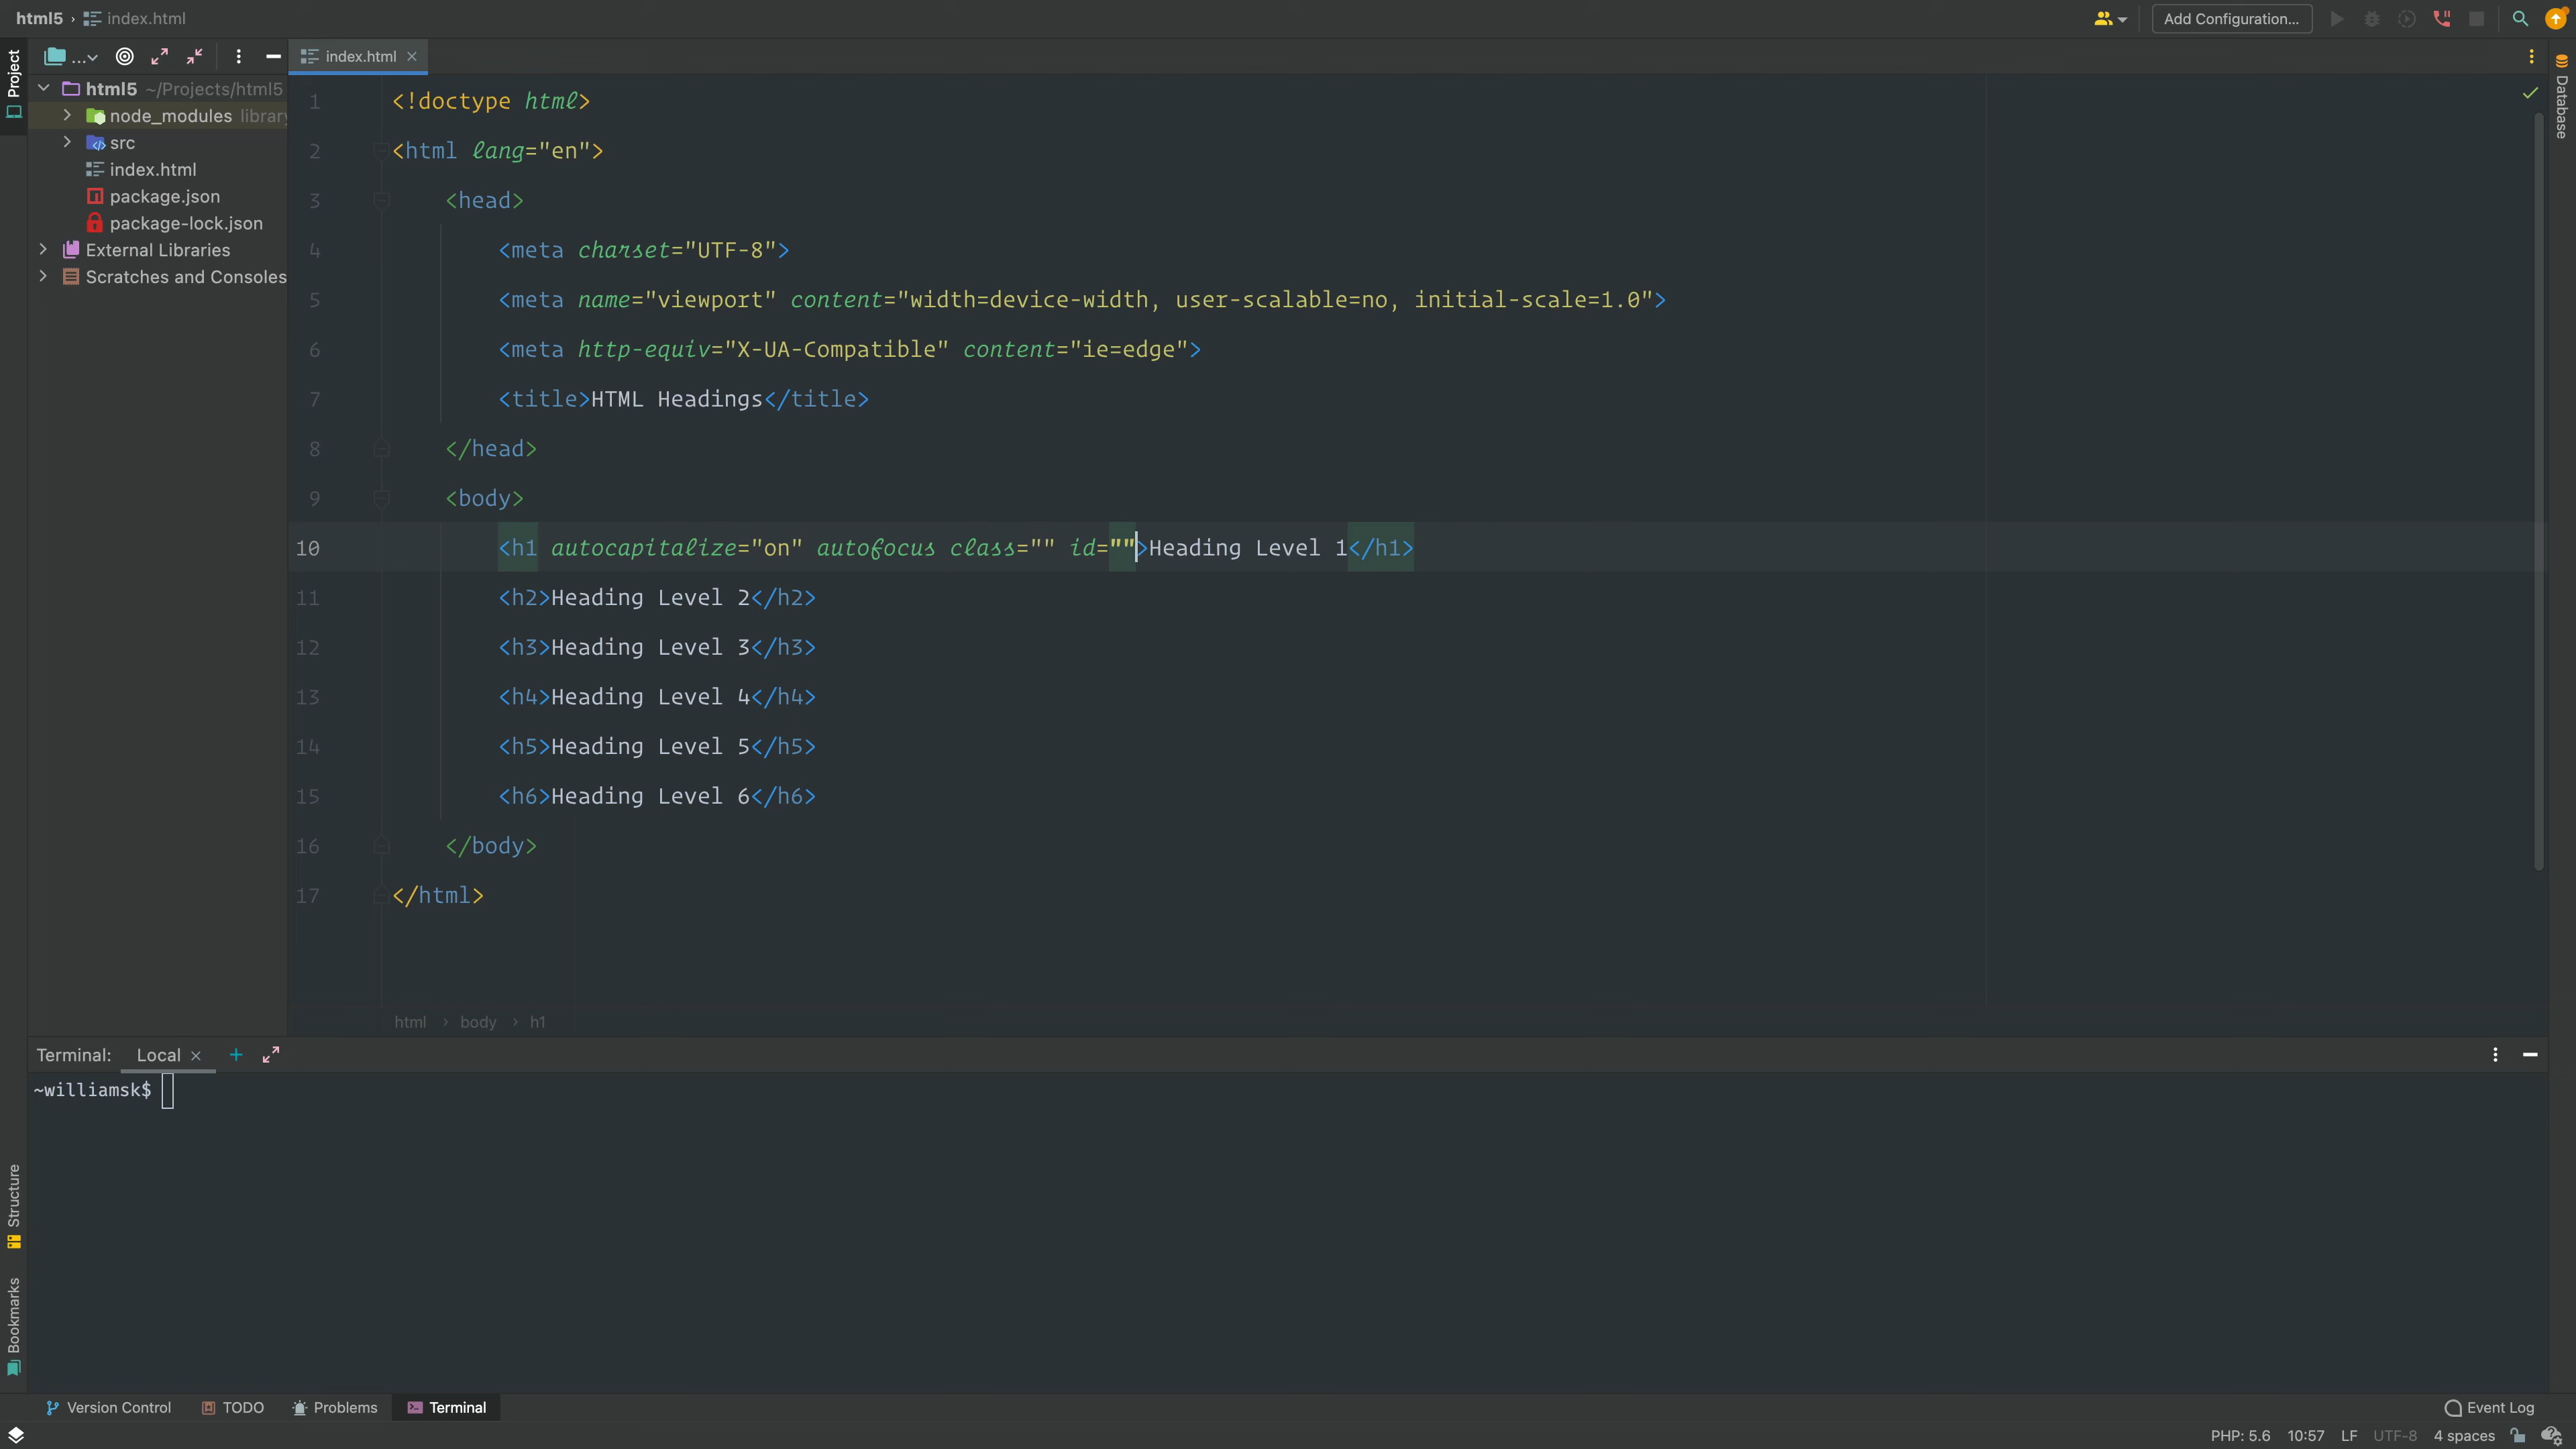 html5 › index.html
Add Configuration...
Project
...
index.html
html5 ~/Projects/html5
node_modules library
src
index.html
package.json
package-lock.json
External Libraries
Scratches and Consoles
Database
1 <!doctype html>
2 <html lang="en">
3 <head>
4 <meta charset="UTF-8">
5 <meta name="viewport" content="width=device-width, user-scalable=no, initial-scale=1.0">
6 <meta http-equiv="X-UA-Compatible" content="ie=edge">
7 <title>HTML Headings</title>
8 </head>
9 <body>
10 <h1 autocapitalize="on" autofocus class="" id="">Heading Level 1</h1>
11 <h2>Heading Level 2</h2>
12 <h3>Heading Level 3</h3>
13 <h4>Heading Level 4</h4>
14 <h5>Heading Level 5</h5>
15 <h6>Heading Level 6</h6>
16 </body>
17 </html>
html › body › h1
Terminal: Local
~williamsk$
Structure
Bookmarks
Version Control TODO Problems Terminal
Event Log
PHP: 5.6 10:57 LF UTF-8 4 spaces